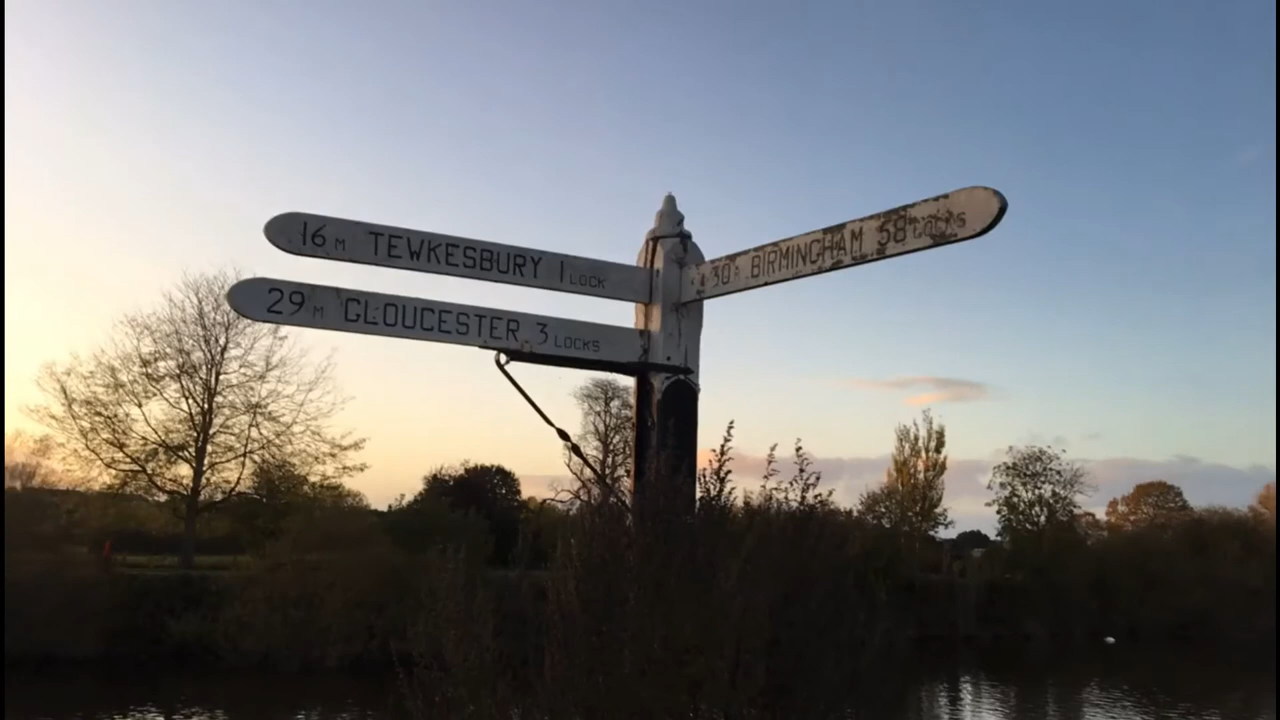 16 M TEWKESBURY 1 LOCK
29 M GLOUCESTER 3 LOCKS
30 M BIRMINGHAM 58 LOCKS